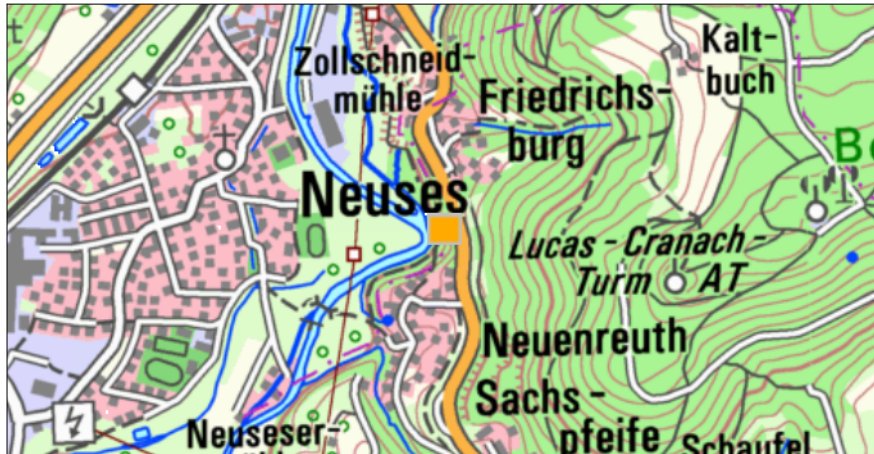 Kalt-
buch
Zollschneid-
mühle
Friedrichs-
burg
Neuses
Lucas-Cranach-
Turm AT
Neuenreuth
Sachs-
pfeife
Neuseser-
Schaufel